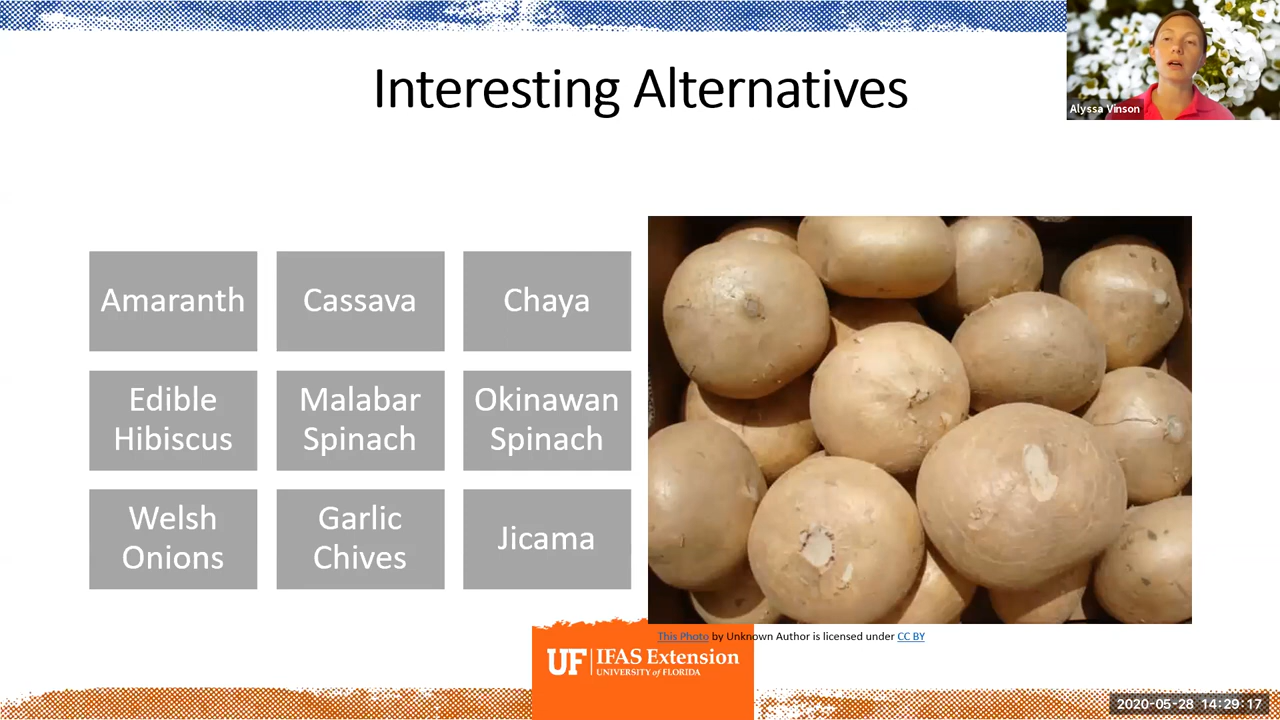 Interesting Alternatives
Alyssa Vinson
Amaranth
Cassava
Chaya
Edible
Hibiscus
Malabar
Spinach
Okinawan
Spinach
Welsh
Onions
Garlic
Chives
Jicama
This Photo by Unknown Author is licensed under CC BY
UF IFAS Extension
UNIVERSITY of FLORIDA
2020-05-28 14:29:17